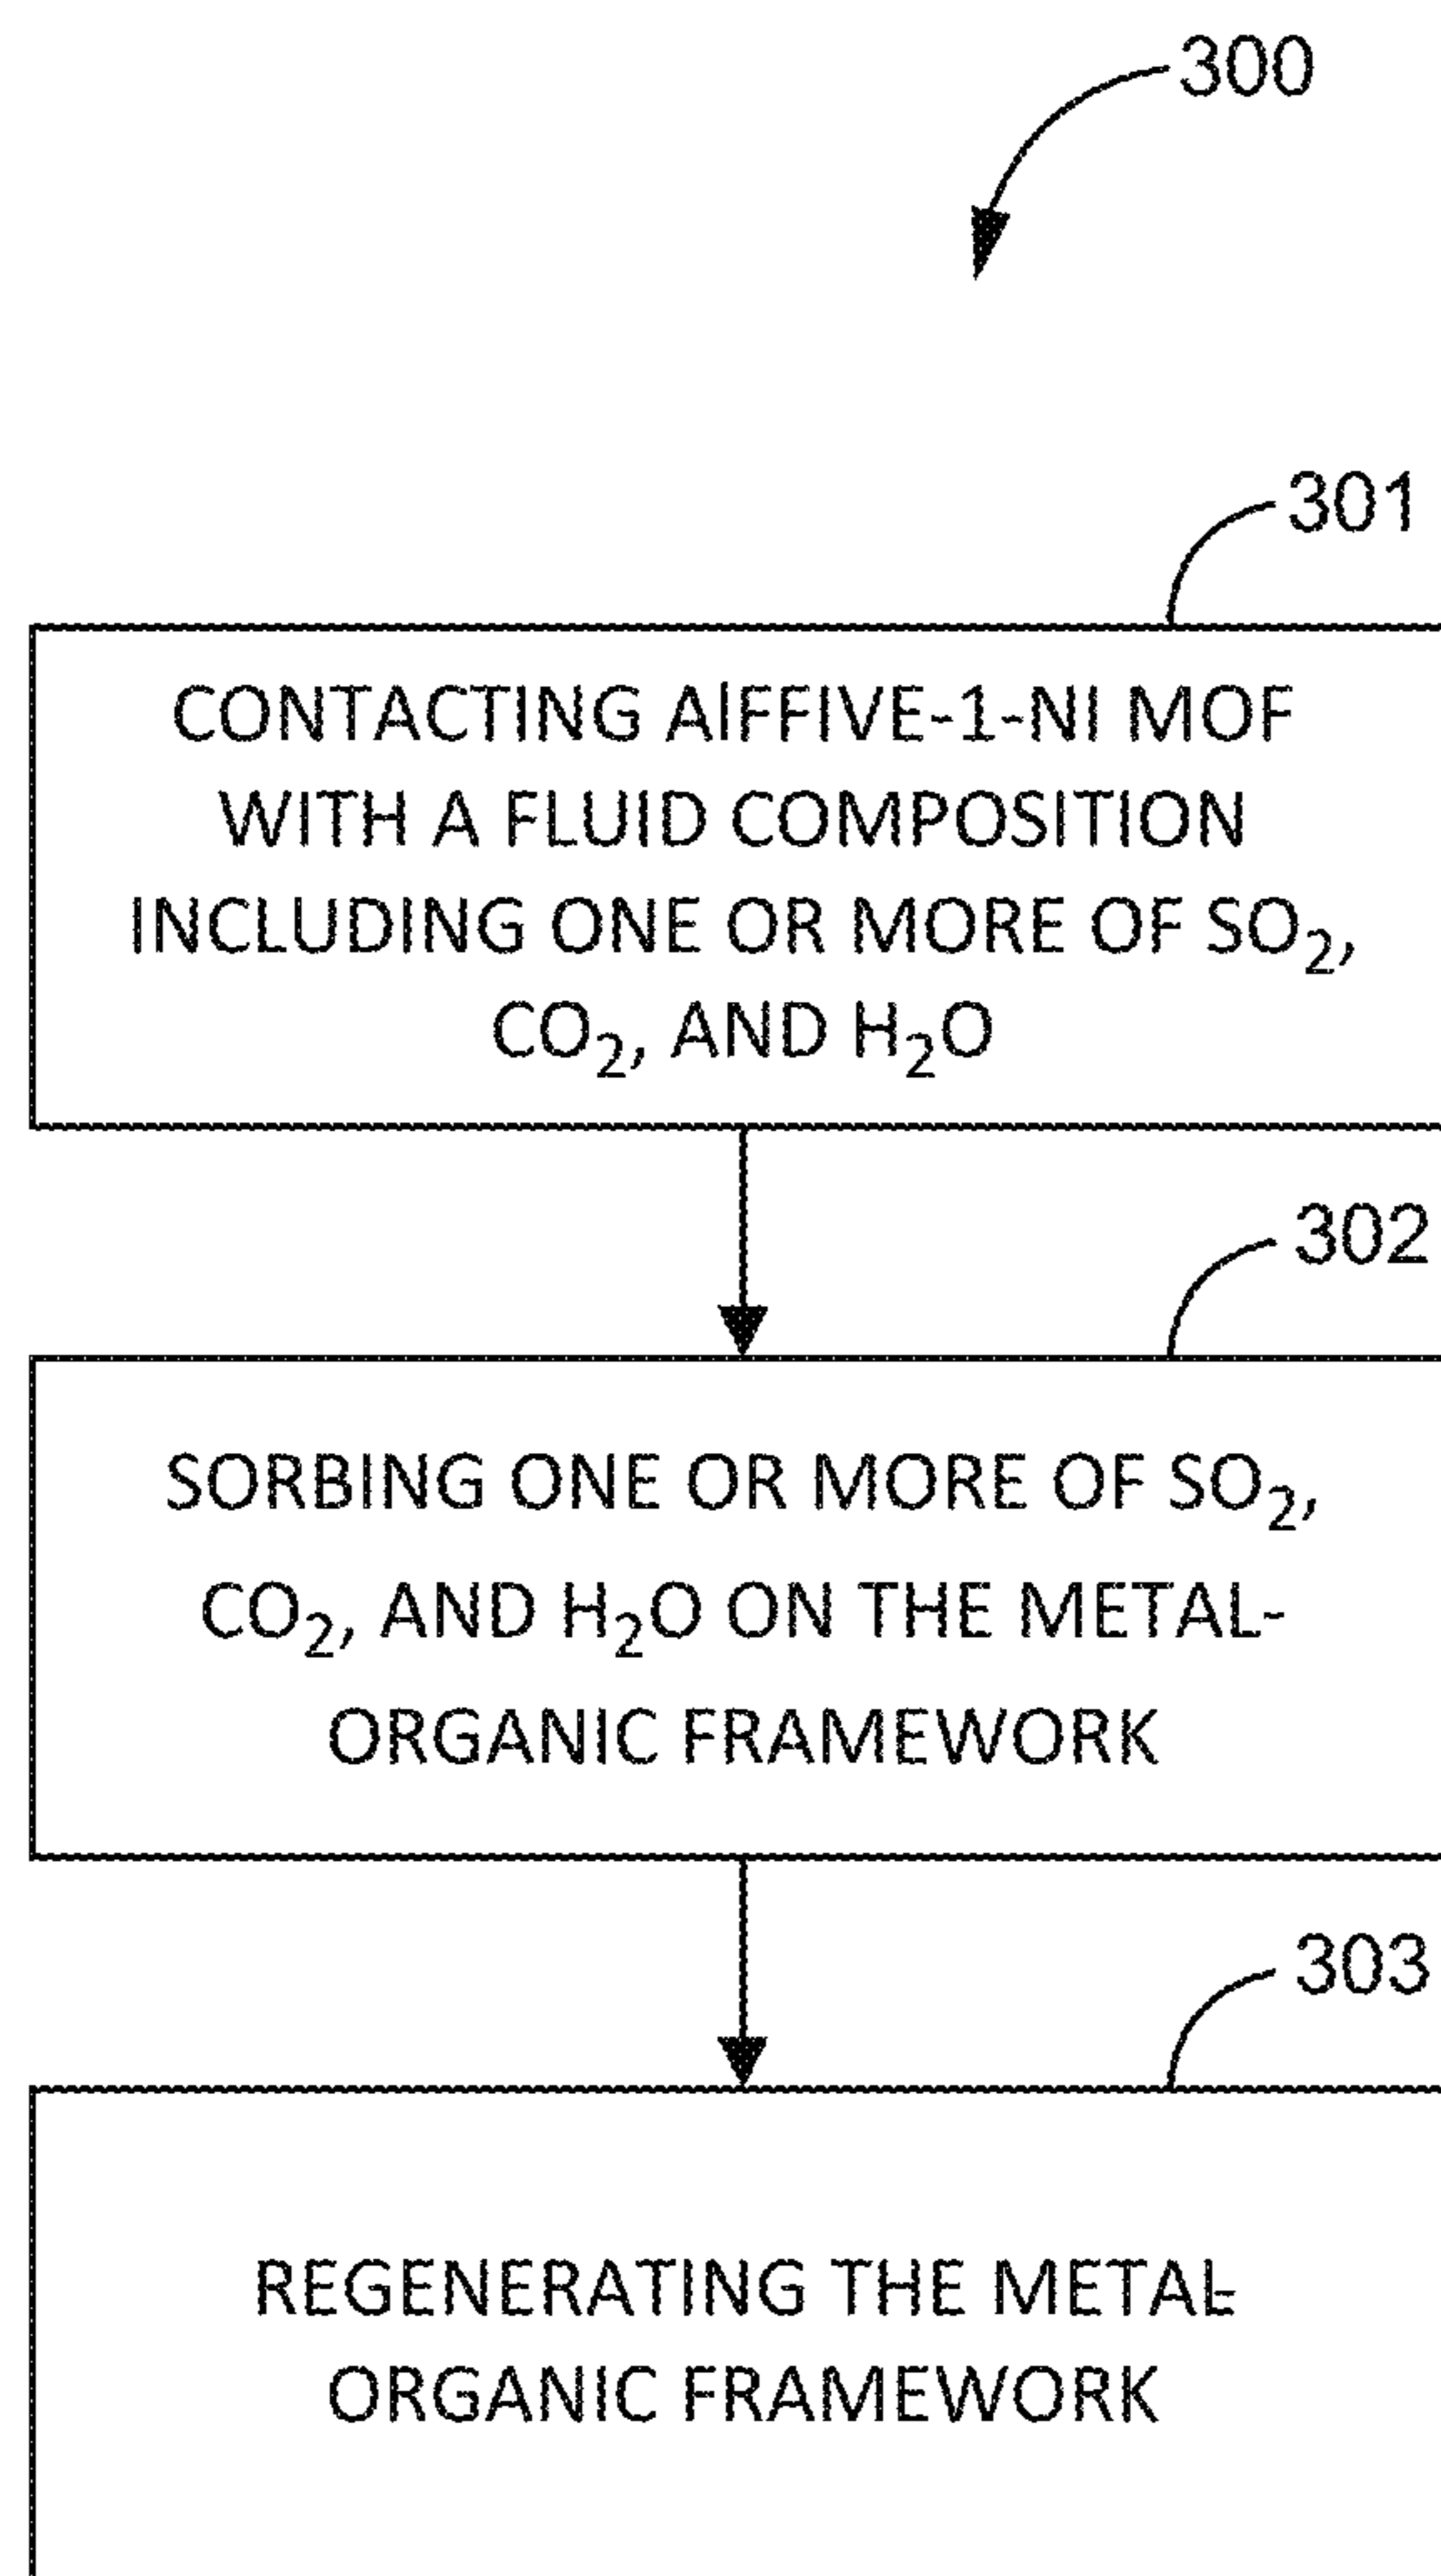 300
301
CONTACTING AlFFIVE-1-NI MOF
WITH A FLUID COMPOSITION
INCLUDING ONE OR MORE OF SO₂,
CO₂, AND H₂O
302
SORBING ONE OR MORE OF SO₂,
CO₂, AND H₂O ON THE METAL-
ORGANIC FRAMEWORK
303
REGENERATING THE METAL-
ORGANIC FRAMEWORK